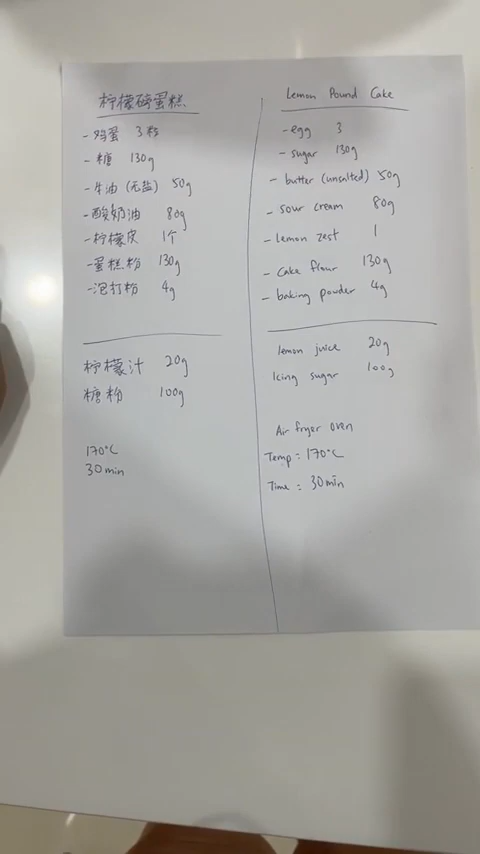 柠檬磅蛋糕
-鸡蛋 3粒
-糖 130g
-牛油(无盐) 50g
-酸奶油 80g
-柠檬皮 1个
-蛋糕粉 130g
-泡打粉 4g
柠檬汁 20g
糖粉 100g
170°C
30min
Lemon Pound Cake
-egg 3
-sugar 130g
-butter (unsalted) 50g
-sour cream 80g
-lemon zest 1
-cake flour 130g
-baking powder 4g
lemon juice 20g
Icing sugar 100g
Air fryer oven
Temp = 170°C
Time : 30min